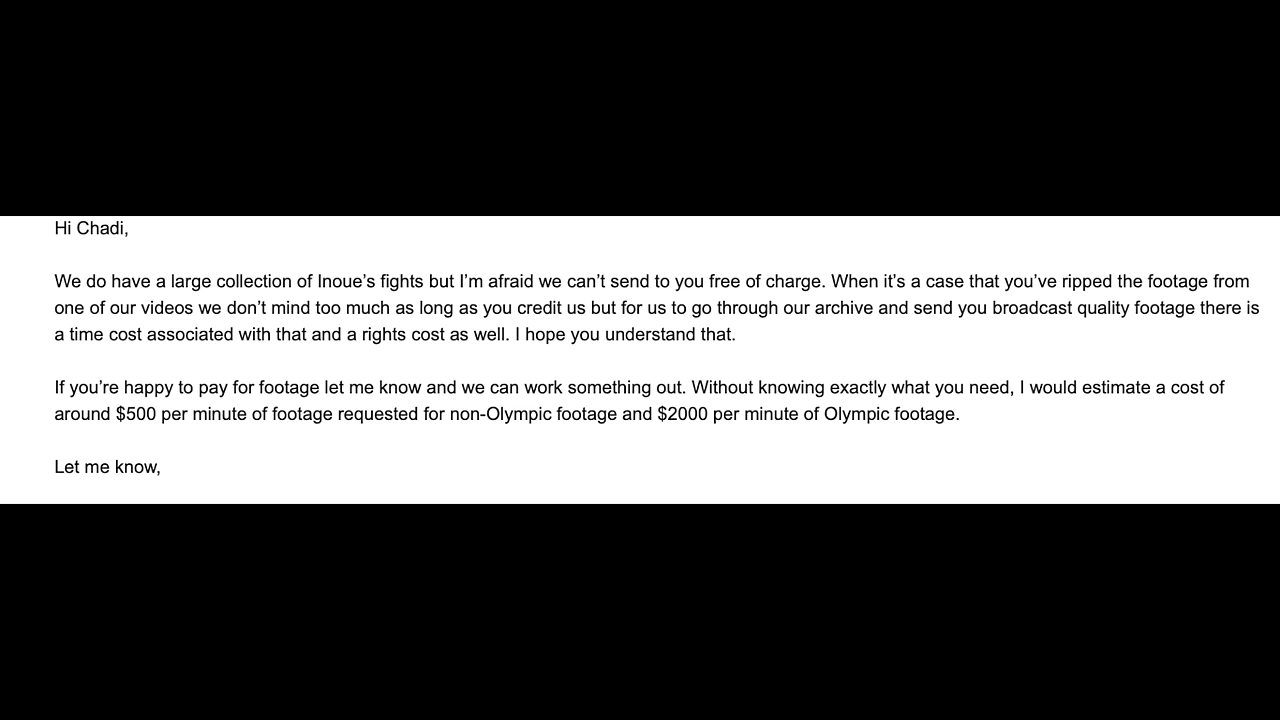 Hi Chadi,
We do have a large collection of Inoue’s fights but I’m afraid we can’t send to you free of charge. When it’s a case that you’ve ripped the footage from
one of our videos we don’t mind too much as long as you credit us but for us to go through our archive and send you broadcast quality footage there is
a time cost associated with that and a rights cost as well. I hope you understand that.
If you’re happy to pay for footage let me know and we can work something out. Without knowing exactly what you need, I would estimate a cost of
around $500 per minute of footage requested for non-Olympic footage and $2000 per minute of Olympic footage.
Let me know,